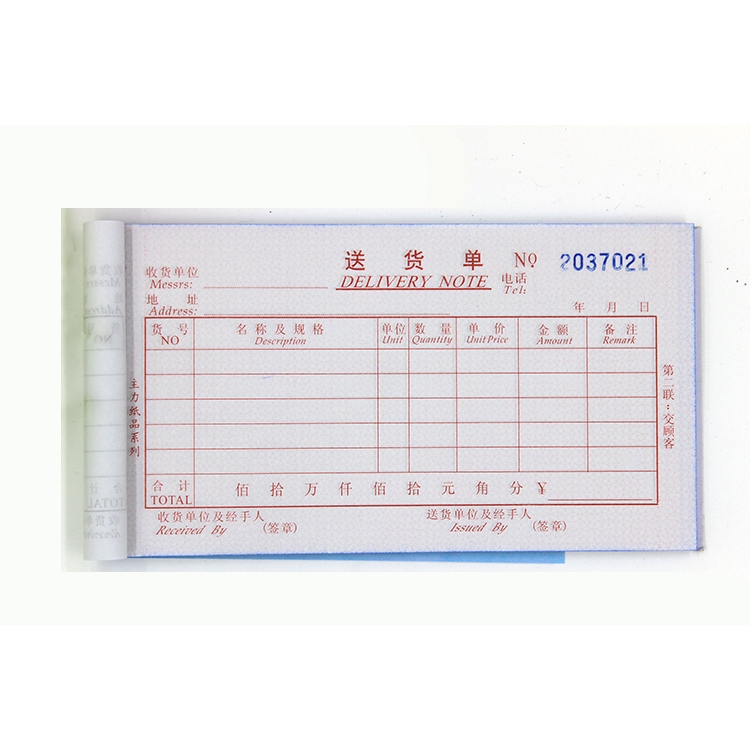 送货单 № 2037021
收货单位
Messrs:
DELIVERY NOTE
电话
Tel:
地址
Address:
年 月 日
货号 名称及规格 单位 数量 单价 金额 备注
NO Description Unit Quantity Unit Price Amount Remark
合计 佰 拾 万 仟 佰 拾 元 角 分 ¥
TOTAL
收货单位及经手人 (签章) 送货单位及经手人 (签章)
Received By Issued By
主力纸品系列
第二联：交顾客